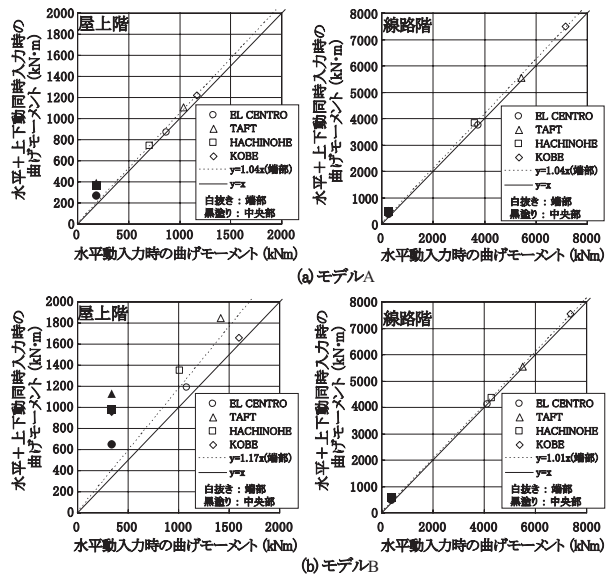 屋上階
水平＋上下動同時入力時の
曲げモーメント (kN·m)
2000
1800
1600
1400
1200
1000
800
600
400
200
0
0 500 1000 1500 2000
水平動入力時の曲げモーメント (kNm)
EL CENTRO
TAFT
HACHINOHE
KOBE
y=1.04x(端部)
y=x
白抜き：端部
黒塗り：中央部
線路階
水平＋上下動同時入力時の
曲げモーメント (kN·m)
8000
7000
6000
5000
4000
3000
2000
1000
0
0 2000 4000 6000 8000
水平動入力時の曲げモーメント (kNm)
EL CENTRO
TAFT
HACHINOHE
KOBE
y=1.04x(端部)
y=x
白抜き：端部
黒塗り：中央部
(a) モデルA
屋上階
水平＋上下動同時入力時の
曲げモーメント (kN·m)
2000
1800
1600
1400
1200
1000
800
600
400
200
0
0 500 1000 1500 2000
水平動入力時の曲げモーメント (kNm)
EL CENTRO
TAFT
HACHINOHE
KOBE
y=1.17x(端部)
y=x
白抜き：端部
黒塗り：中央部
線路階
水平＋上下動同時入力時の
曲げモーメント (kN·m)
8000
7000
6000
5000
4000
3000
2000
1000
0
0 2000 4000 6000 8000
水平動入力時の曲げモーメント (kNm)
EL CENTRO
TAFT
HACHINOHE
KOBE
y=1.01x(端部)
y=x
白抜き：端部
黒塗り：中央部
(b) モデルB